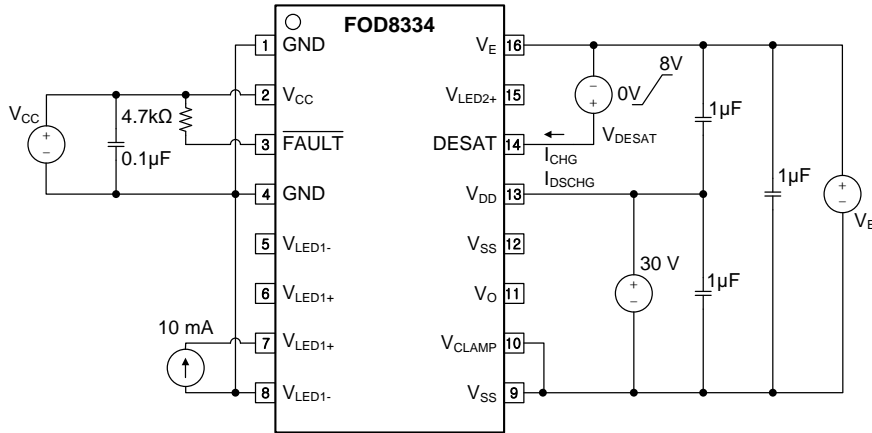 FOD8334
1 GND
2 VCC
3 FAULT
4 GND
5 VLED1-
6 VLED1+
7 VLED1+
8 VLED1-
VE 16
VLED2+ 15
DESAT 14
VDD 13
VSS 12
VO 11
VCLAMP 10
VSS 9
VCC
+
−
4.7kΩ
0.1µF
10 mA
−
+
0V
8V
VDESAT
ICHG
IDSCHG
30 V
+
−
1µF
1µF
1µF
+
−